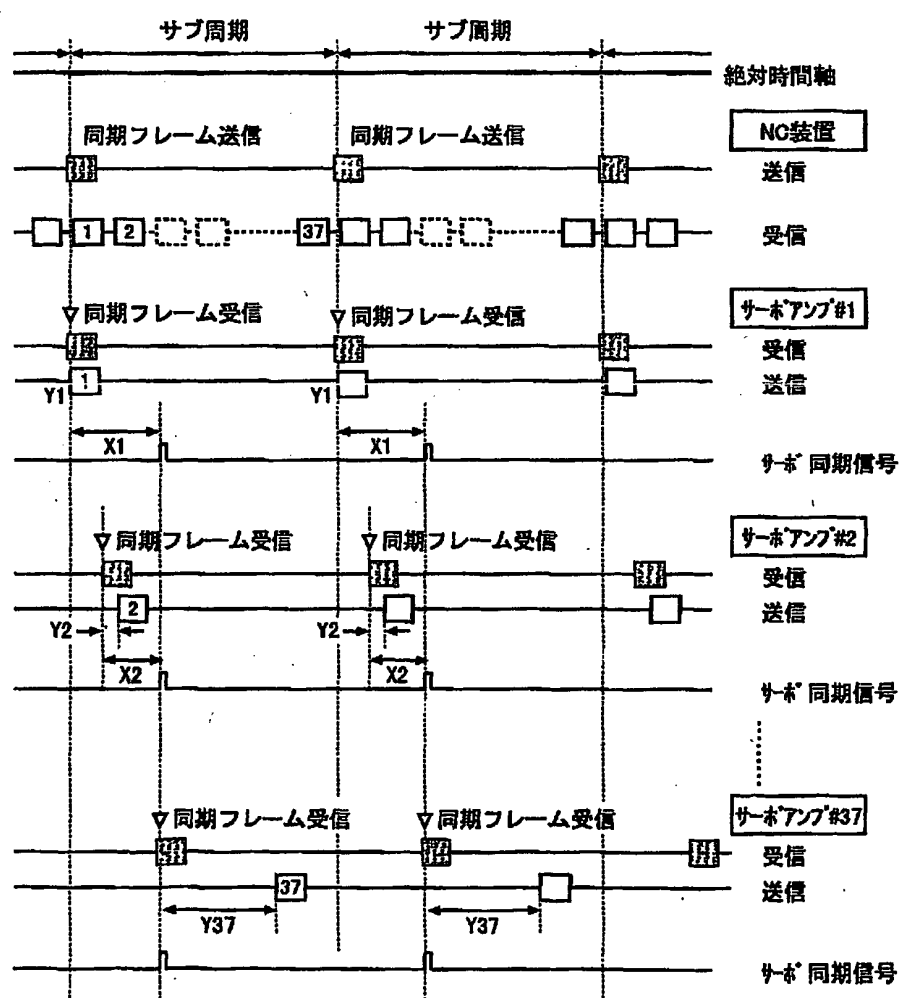 サブ周期 サブ周期
絶対時間軸
NC装置
同期フレーム送信 同期フレーム送信
送信
1 2 37
受信
サーボアンプ#1
同期フレーム受信 同期フレーム受信
受信
1
送信
Y1 Y1
X1 X1
サーボ同期信号
サーボアンプ#2
同期フレーム受信 同期フレーム受信
受信
2
送信
Y2 Y2
X2 X2
サーボ同期信号
サーボアンプ#37
同期フレーム受信 同期フレーム受信
受信
37
送信
Y37 Y37
サーボ同期信号